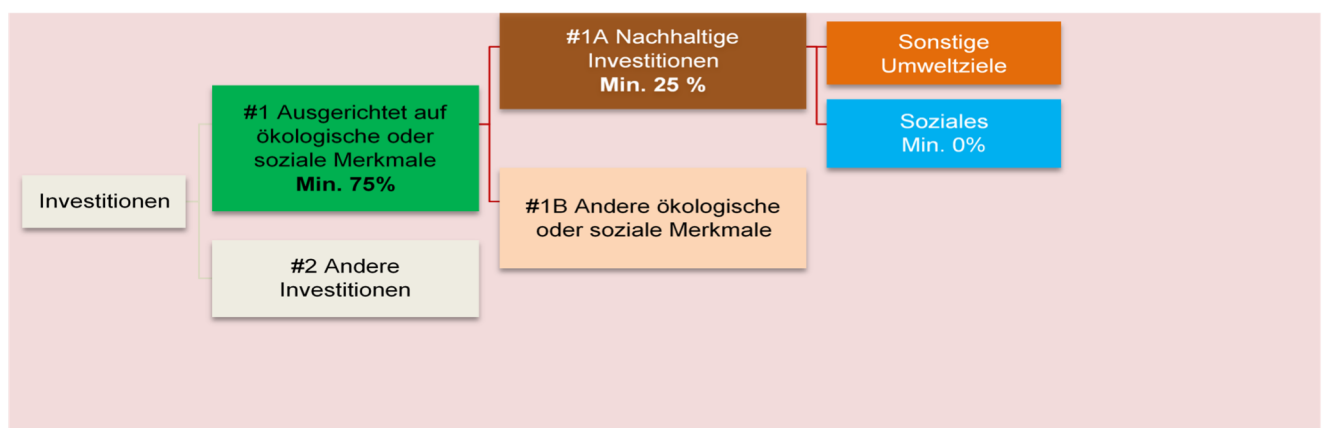 Investitionen
#1 Ausgerichtet auf
ökologische oder
soziale Merkmale
Min. 75%
#2 Andere
Investitionen
#1A Nachhaltige
Investitionen
Min. 25 %
#1B Andere ökologische
oder soziale Merkmale
Sonstige
Umweltziele
Soziales
Min. 0%